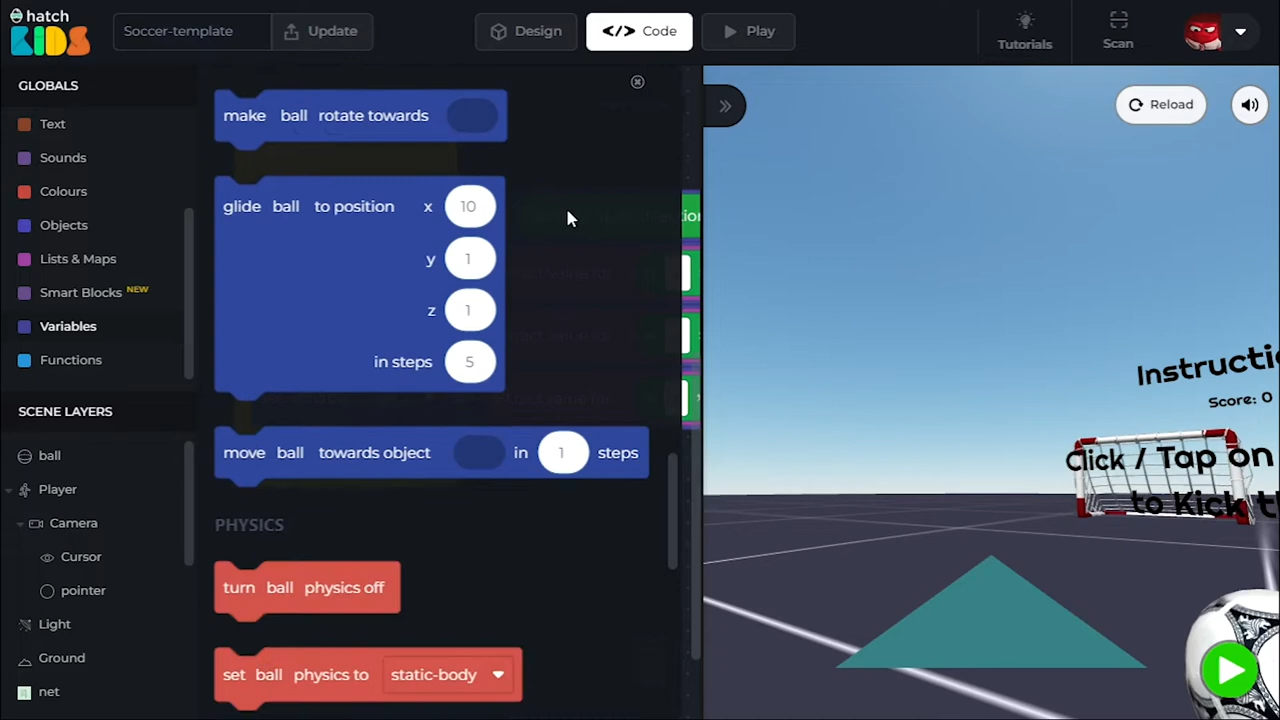 hatch
KIDS
Soccer-template
Update
Design
</> Code
Play
Tutorials
Scan
GLOBALS
Text
Sounds
Colours
Objects
Lists & Maps
Smart Blocks NEW
Variables
Functions
SCENE LAYERS
ball
Player
Camera
Cursor
pointer
Light
Ground
net
make ball rotate towards
glide ball to position x 10
y 1
z 1
in steps 5
move ball towards object in 1 steps
PHYSICS
turn ball physics off
set ball physics to static-body
Reload
Score: 0
Click / Tap on
to Kick